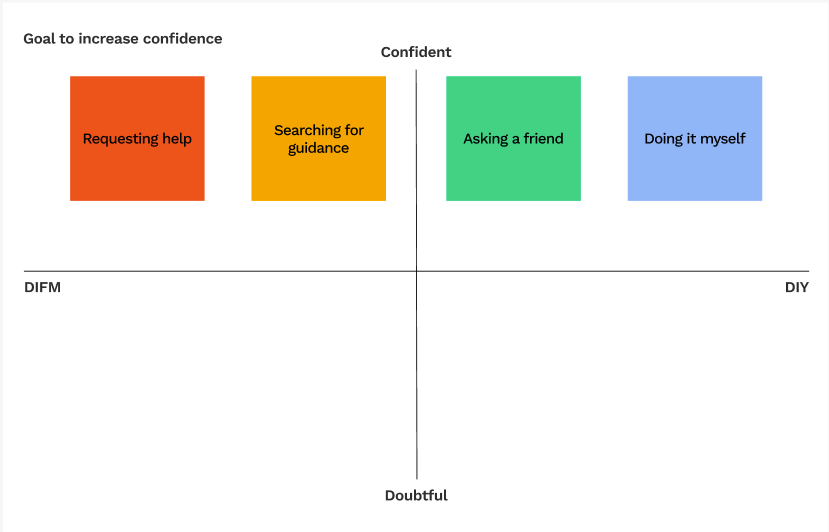 Goal to increase confidence
Confident
Requesting help
Searching for
guidance
Asking a friend
Doing it myself
DIFM
DIY
Doubtful